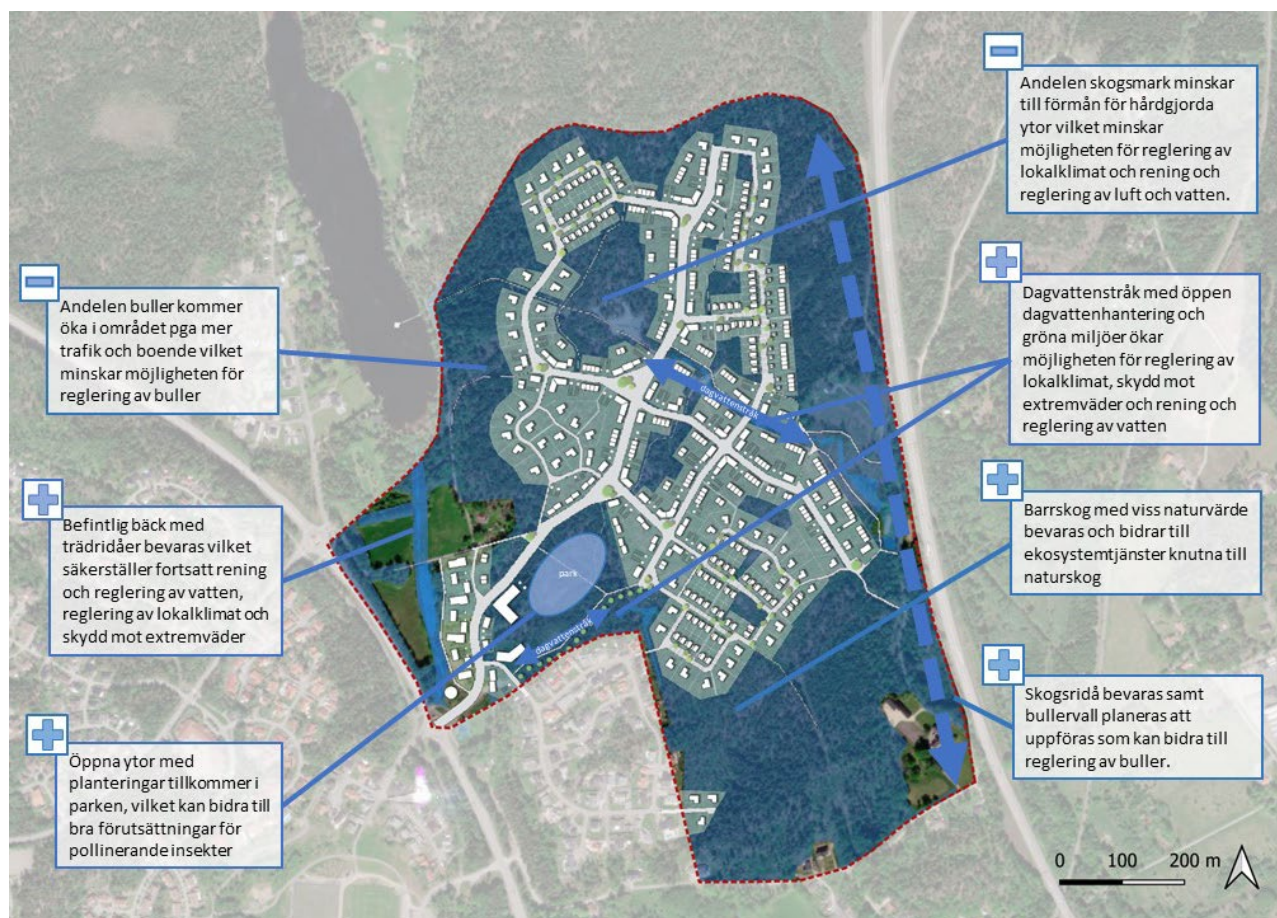 Andelen skogsmark minskar
till förmån för hårdgjorda
ytor vilket minskar
möjligheten för reglering av
lokalklimat och rening och
reglering av luft och vatten.
Dagvattenstråk med öppen
dagvattenhantering och
gröna miljöer ökar
möjligheten för reglering av
lokalklimat, skydd mot
extremväder och rening och
reglering av vatten
Barrskog med viss naturvärde
bevaras och bidrar till
ekosystemtjänster knutna till
naturskog
Skogsridå bevaras samt
bullervall planeras att
uppföras som kan bidra till
reglering av buller.
Andelen buller kommer
öka i området pga mer
trafik och boende vilket
minskar möjligheten för
reglering av buller
Befintlig bäck med
trädridåer bevaras vilket
säkerställer fortsatt rening
och reglering av vatten,
reglering av lokalklimat och
skydd mot extremväder
Öppna ytor med
planteringar tillkommer i
parken, vilket kan bidra till
bra förutsättningar för
pollinerande insekter
dagvattenstråk
park
dagvattenstråk
0 100 200 m